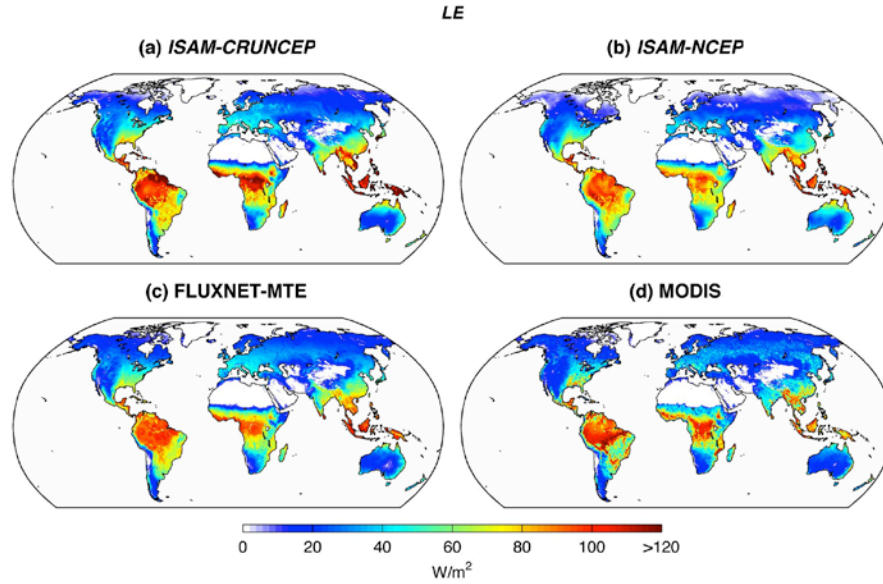 LE
(a) ISAM-CRUNCEP
(b) ISAM-NCEP
(c) FLUXNET-MTE
(d) MODIS
0 20 40 60 80 100 >120
W/m²